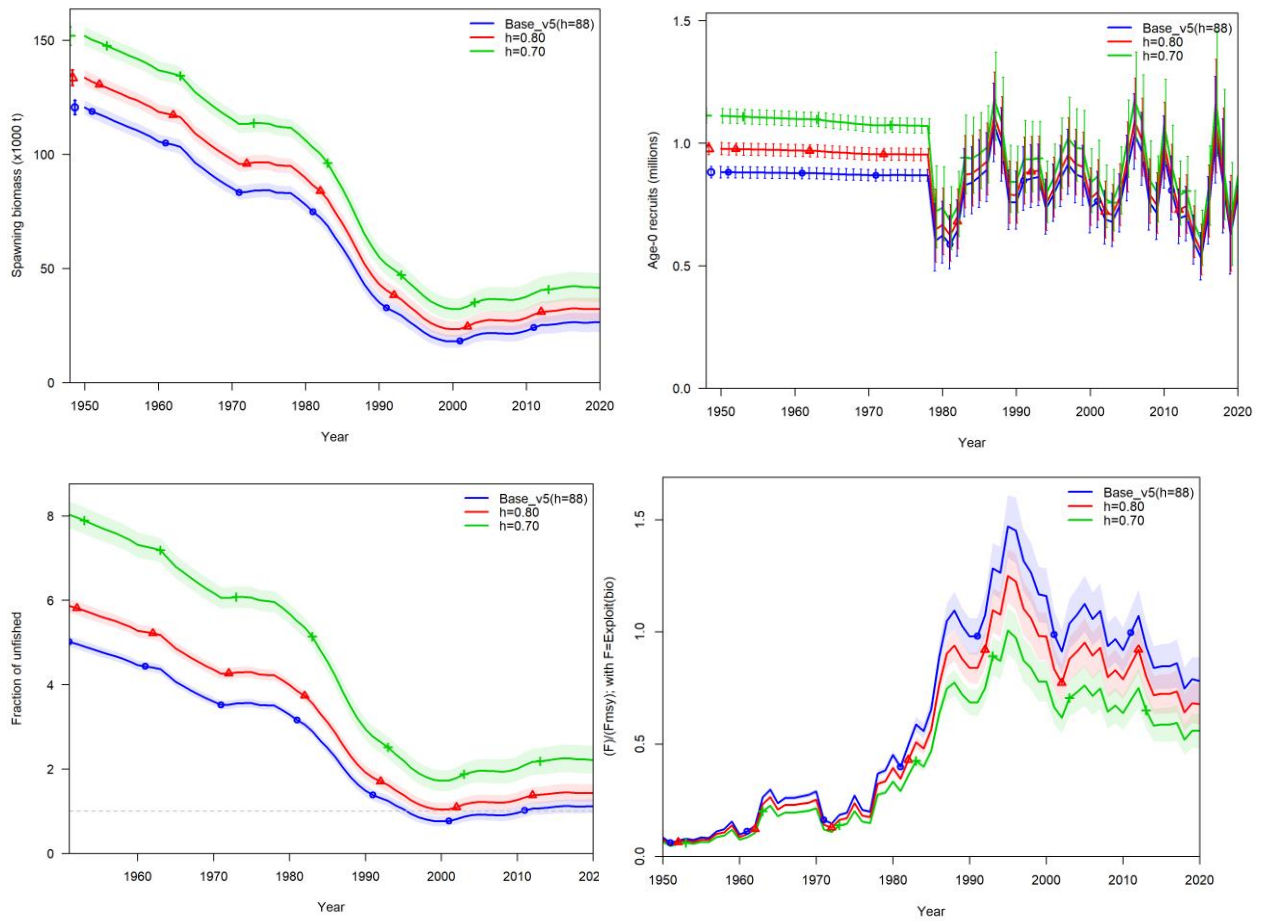 Base_v5(h=88)
h=0.80
h=0.70
Spawning biomass (x1000 t)
150
100
50
0
1950 1960 1970 1980 1990 2000 2010 2020
Year
Base_v5(h=88)
h=0.80
h=0.70
Age-0 recruits (millions)
1.5
1.0
0.5
0.0
1950 1960 1970 1980 1990 2000 2010 2020
Year
Base_v5(h=88)
h=0.80
h=0.70
Fraction of unfished
8
6
4
2
0
1960 1970 1980 1990 2000 2010 202
Year
Base_v5(h=88)
h=0.80
h=0.70
(F)/(Fmsy); with F=Exploit(bio)
1.5
1.0
0.5
0.0
1950 1960 1970 1980 1990 2000 2010 2020
Year